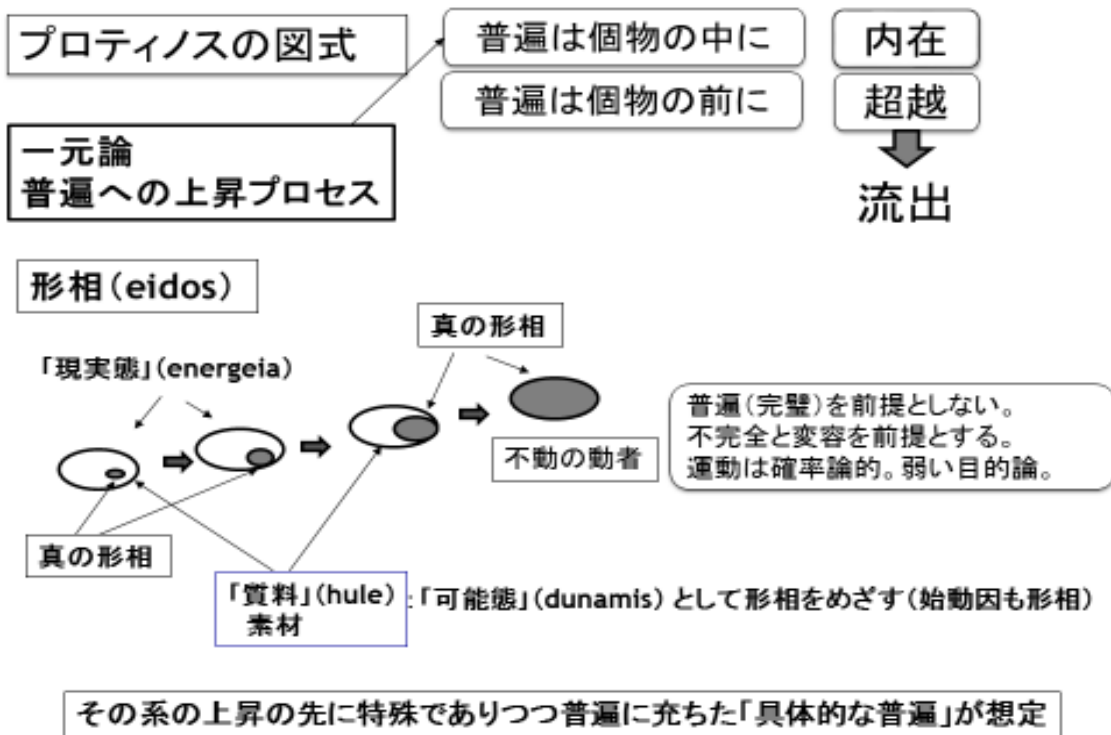 プロティノスの図式
普遍は個物の中に
内在
普遍は個物の前に
超越
一元論
普遍への上昇プロセス
流出
形相(eidos)
真の形相
「現実態」(energeia)
普遍(完璧)を前提としない。
不完全と変容を前提とする。
運動は確率論的。弱い目的論。
不動の動者
真の形相
「質料」(hule)
素材
:「可能態」(dunamis) として形相をめざす(始動因も形相)
その系の上昇の先に特殊でありつつ普遍に充ちた「具体的な普遍」が想定